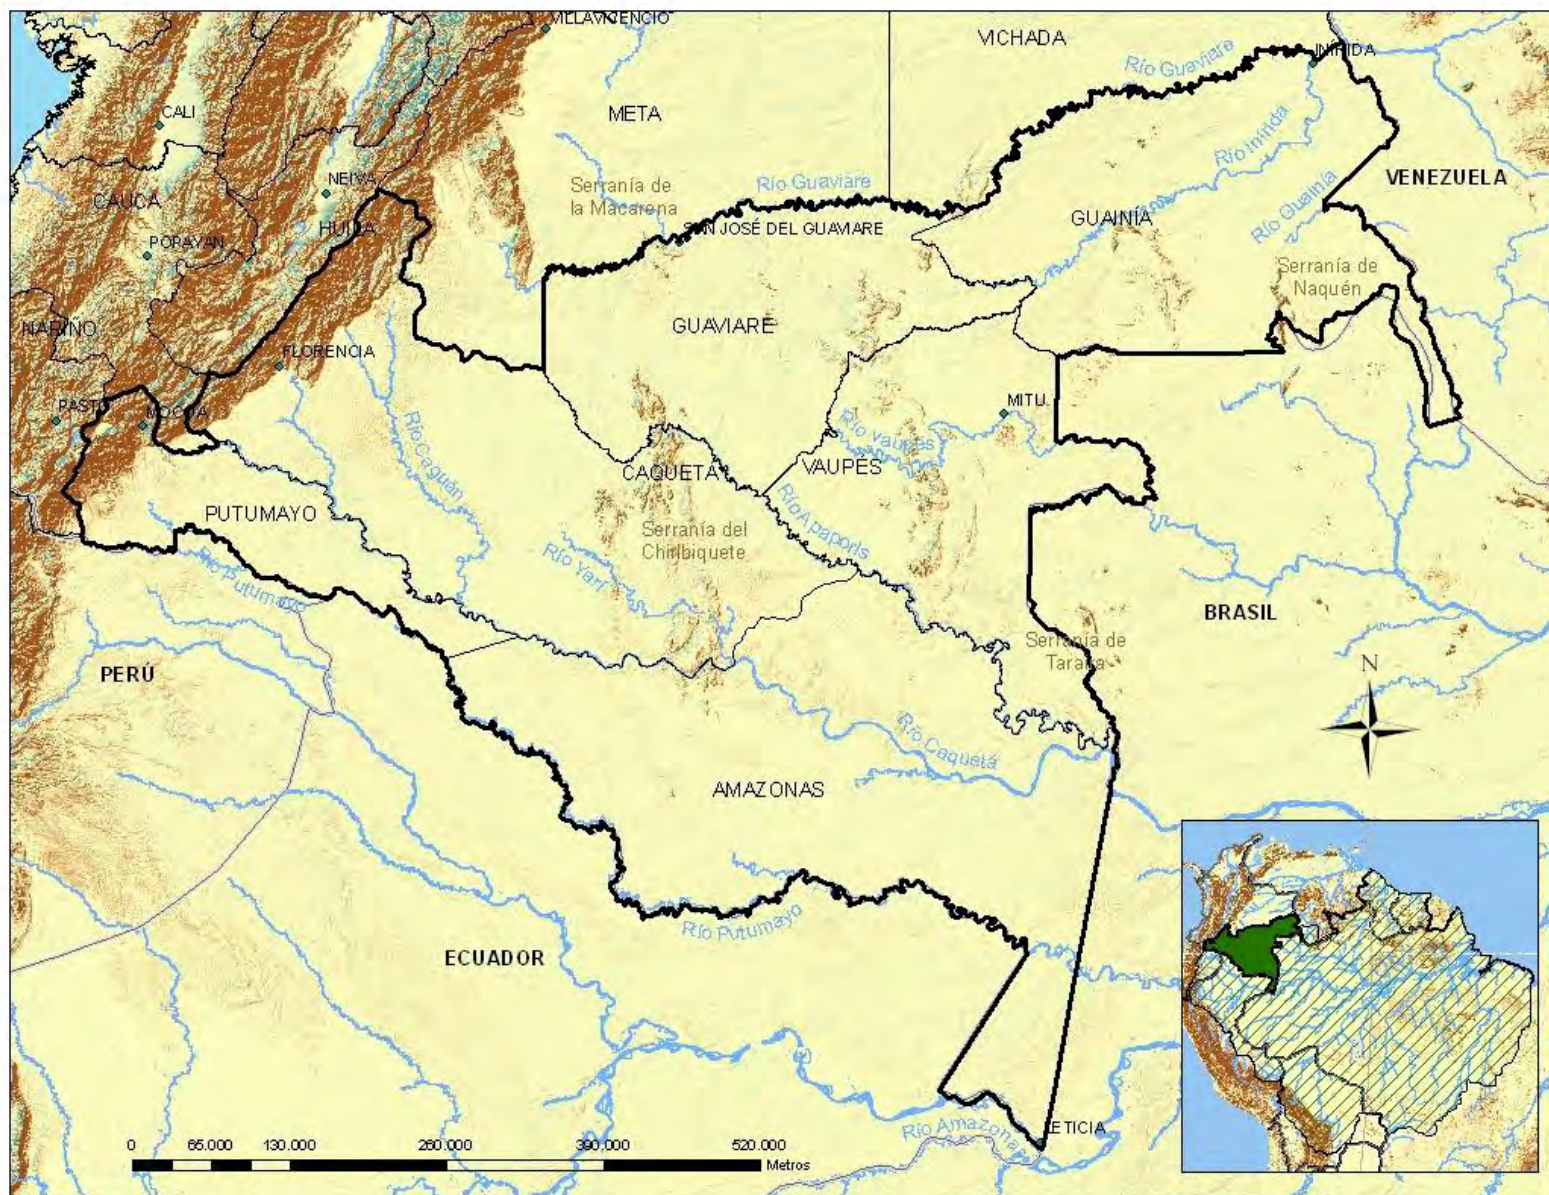 VILLAVICENCIO
VICHADA
Río Guaviare
INÍRIDA
CALI
META
Río Inírida
NEIVA
CAUCA
Serranía de
la Macarena
Río Guaviare
VENEZUELA
Río Guainía
GUAINÍA
HUILA
POPAYAN
SAN JOSÉ DEL GUAVIARE
Serranía de
Naquén
NARIÑO
GUAVIARE
FLORENCIA
PASTO
MOCOA
MITU
Río Caguán
Río Vaupés
CAQUETÁ
VAUPÉS
PUTUMAYO
Río Apaporis
Serranía del
Chiribiquete
Río Yarí
Río Putumayo
BRASIL
Serranía de
Taraira
PERÚ
N
Río Caquetá
AMAZONAS
Río Putumayo
ECUADOR
LETICIA
Río Amazonas
0 65.000 130.000 260.000 390.000 520.000
Metros